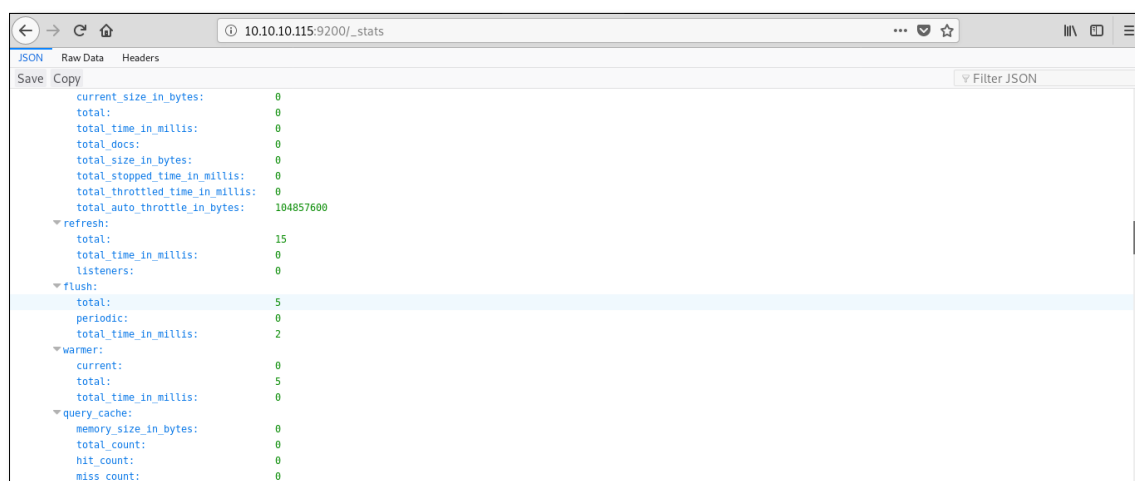 10.10.10.115:9200/_stats
JSON Raw Data Headers
Save Copy Filter JSON
current_size_in_bytes: 0
total: 0
total_time_in_millis: 0
total_docs: 0
total_size_in_bytes: 0
total_stopped_time_in_millis: 0
total_throttled_time_in_millis: 0
total_auto_throttle_in_bytes: 104857600
refresh:
total: 15
total_time_in_millis: 0
listeners: 0
flush:
total: 5
periodic: 0
total_time_in_millis: 2
warmer:
current: 0
total: 5
total_time_in_millis: 0
query_cache:
memory_size_in_bytes: 0
total_count: 0
hit_count: 0
miss_count: 0